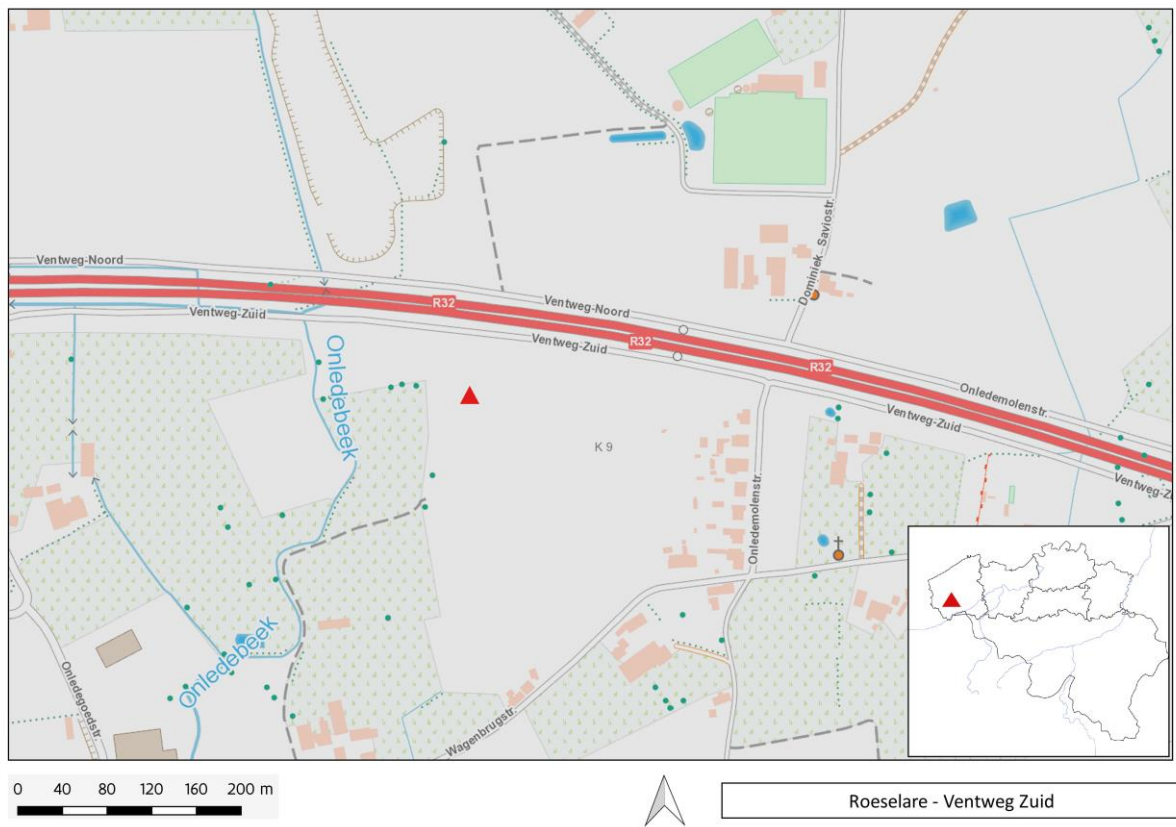 Ventweg-Noord
Dominiek Saviostr.
R32
Ventweg-Noord
Ventweg-Zuid
R32
Ventweg-Zuid
R32
Onledemolenstr.
Onledebeek
Ventweg-Zuid
K 9
Ventweg-Zu
Onledemolenstr.
Onledebeek
Onledegoedstr.
Wagenbrugstr.
0 40 80 120 160 200 m
Roeselare - Ventweg Zuid